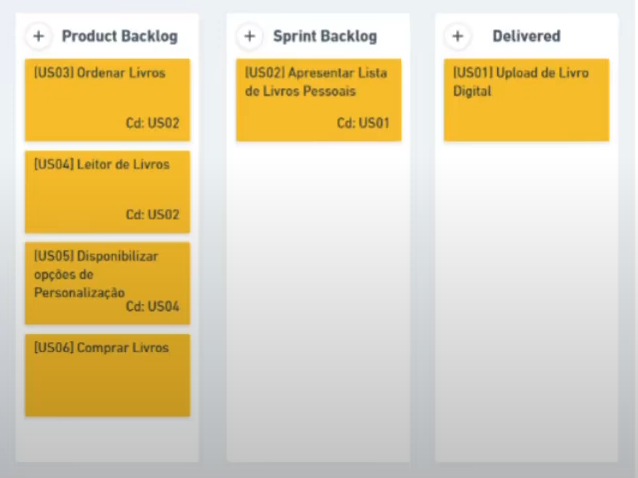 + Product Backlog
[US03] Ordenar Livros
Cd: US02
[US04] Leitor de Livros
Cd: US02
[US05] Disponibilizar
opções de
Personalização
Cd: US04
[US06] Comprar Livros
+ Sprint Backlog
[US02] Apresentar Lista
de Livros Pessoais
Cd: US01
+ Delivered
[US01] Upload de Livro
Digital